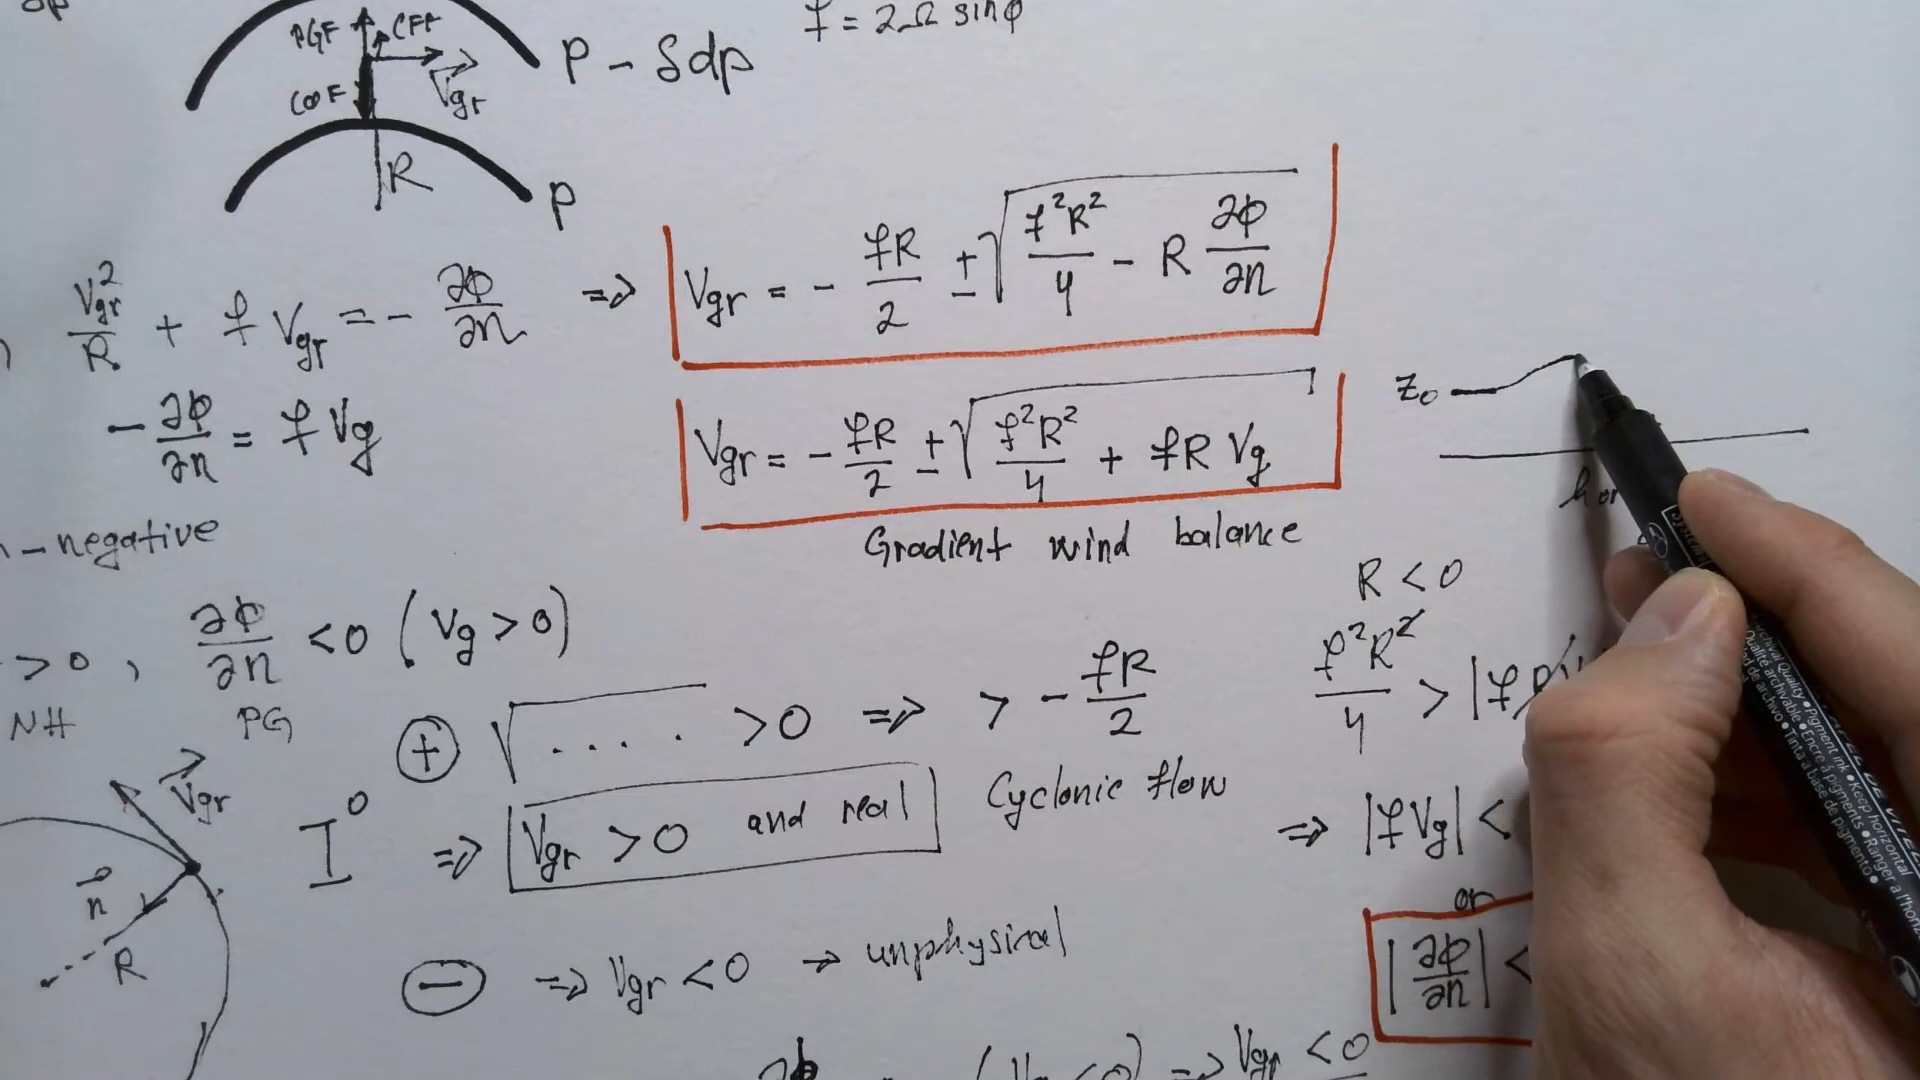 f = 2Ω sinφ
PGF CFF
P - δdp
COF Vgr
R
P
Vgr²/R + f Vgr = - ∂Φ/∂n => Vgr = - fR/2 ± √(f²R²/4 - R ∂Φ/∂n)
- ∂Φ/∂n = f Vg
Z0
Vgr = - fR/2 ± √(f²R²/4 + fR Vg)
Gradient wind balance
- negative
R < 0
> 0 , ∂Φ/∂n < 0 ( Vg > 0 )
NH PG
+ √.... > 0 => > - fR/2
f²R²/4 > |fR
Vgr
I⁰ => Vgr > 0 and real Cyclonic flow
=> |f Vg| <
or
n
R
- => Vgr < 0 → unphysical
|∂Φ/∂n| <
=> Vgr < 0